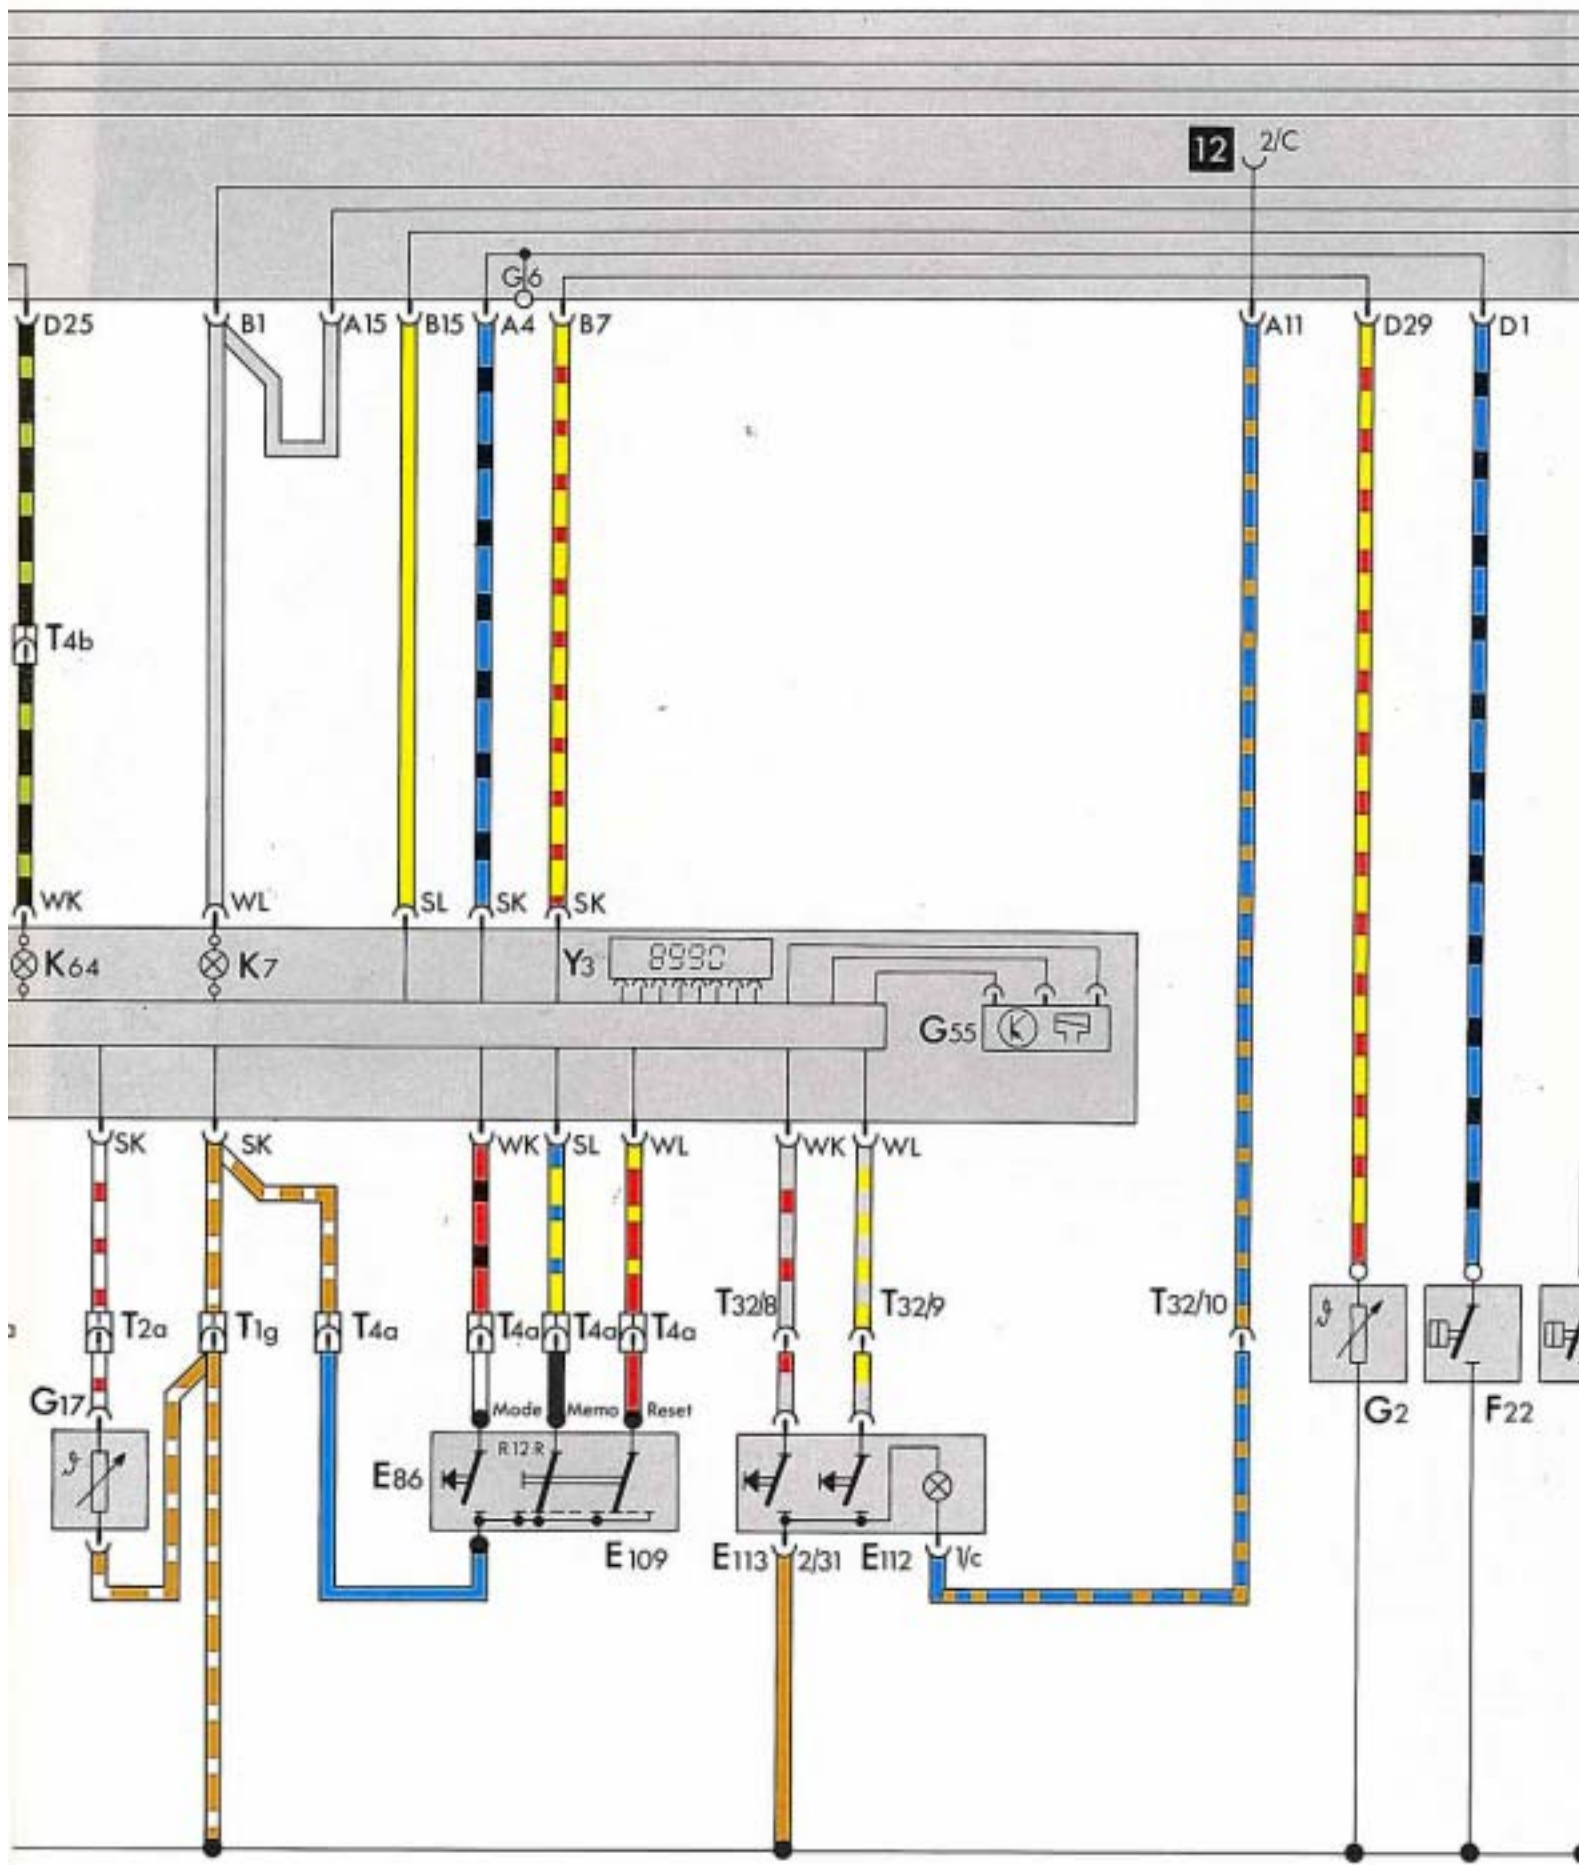 12 2/C
G 6
D25 B1 A15 B15 A4 B7 A11 D29 D1
T4b
WK WL SL SK SK
K64 K7 Y3 8990
G55
SK SK WK SL WL WK WL
T32/8 T32/9 T32/10
T2a T1g T4a T4a T4a T4a
G17 Mode Memo Reset G2 F22
R 12 R
E86
E109 E113 2/31 E112 1/c